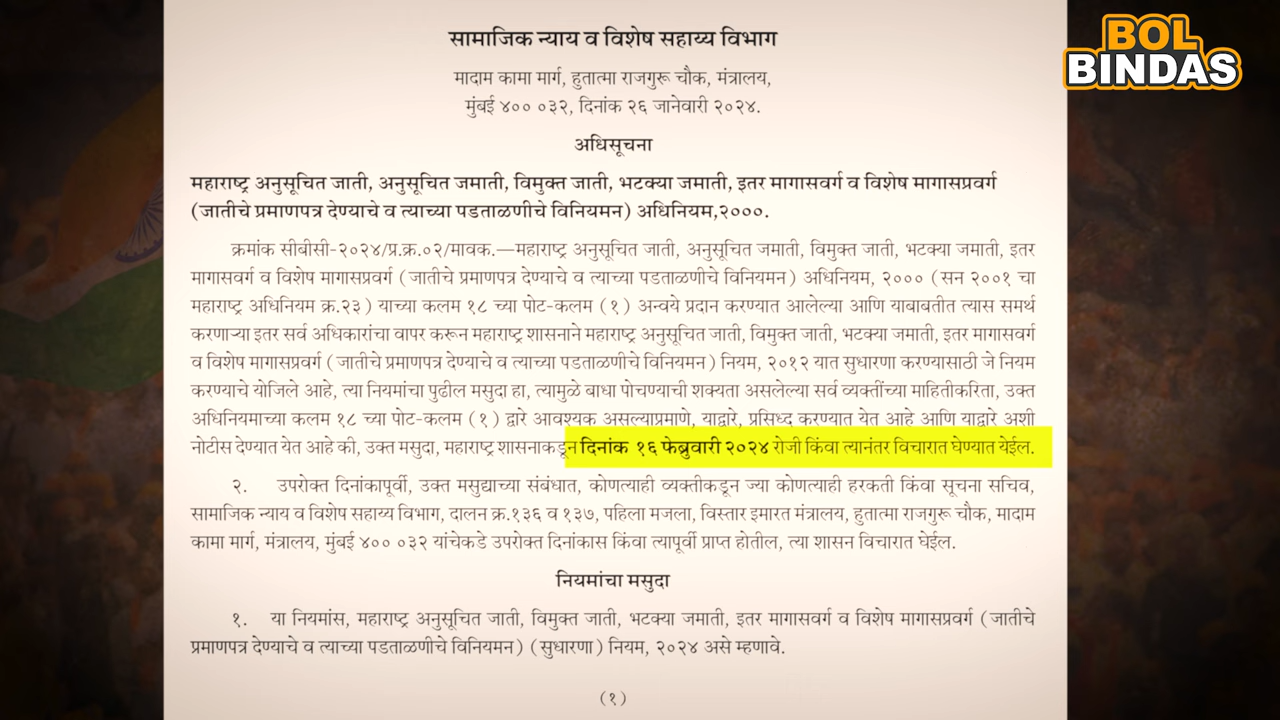 BOL
BINDAS
सामाजिक न्याय व विशेष सहाय्य विभाग
मादाम कामा मार्ग, हुतात्मा राजगुरू चौक, मंत्रालय,
मुंबई ४०० ०३२, दिनांक २६ जानेवारी २०२४.
अधिसूचना
महाराष्ट्र अनुसूचित जाती, अनुसूचित जमाती, विमुक्त जाती, भटक्या जमाती, इतर मागासवर्ग व विशेष मागासप्रवर्ग
(जातीचे प्रमाणपत्र देण्याचे व त्याच्या पडताळणीचे विनियमन) अधिनियम,२०००.
क्रमांक सीबीसी-२०२४/प्र.क्र.०२/मावक.—महाराष्ट्र अनुसूचित जाती, अनुसूचित जमाती, विमुक्त जाती, भटक्या जमाती, इतर
मागासवर्ग व विशेष मागासप्रवर्ग (जातीचे प्रमाणपत्र देण्याचे व त्याच्या पडताळणीचे विनियमन) अधिनियम, २००० (सन २००१ चा
महाराष्ट्र अधिनियम क्र.२३) याच्या कलम १८ च्या पोट-कलम (१) अन्वये प्रदान करण्यात आलेल्या आणि याबाबतीत त्यास समर्थ
करणाऱ्या इतर सर्व अधिकारांचा वापर करून महाराष्ट्र शासनाने महाराष्ट्र अनुसूचित जाती, विमुक्त जाती, भटक्या जमाती, इतर मागासवर्ग
व विशेष मागासप्रवर्ग (जातीचे प्रमाणपत्र देण्याचे व त्याच्या पडताळणीचे विनियमन) नियम, २०१२ यात सुधारणा करण्यासाठी जे नियम
करण्याचे योजिले आहे, त्या नियमांचा पुढील मसुदा हा, त्यामुळे बाधा पोचण्याची शक्यता असलेल्या सर्व व्यक्तींच्या माहितीकरिता, उक्त
अधिनियमाच्या कलम १८ च्या पोट-कलम (१) द्वारे आवश्यक असल्याप्रमाणे, याद्वारे, प्रसिध्द करण्यात येत आहे आणि याद्वारे अशी
नोटीस देण्यात येत आहे की, उक्त मसुदा, महाराष्ट्र शासनाकडून दिनांक १६ फेब्रुवारी २०२४ रोजी किंवा त्यानंतर विचारात घेण्यात येईल.
२. उपरोक्त दिनांकापूर्वी, उक्त मसुद्याच्या संबंधात, कोणत्याही व्यक्तीकडून ज्या कोणत्याही हरकती किंवा सूचना सचिव,
सामाजिक न्याय व विशेष सहाय्य विभाग, दालन क्र.१३६ व १३७, पहिला मजला, विस्तार इमारत मंत्रालय, हुतात्मा राजगुरू चौक, मादाम
कामा मार्ग, मंत्रालय, मुंबई ४०० ०३२ यांचेकडे उपरोक्त दिनांकास किंवा त्यापूर्वी प्राप्त होतील, त्या शासन विचारात घेईल.
नियमांचा मसुदा
१. या नियमांस, महाराष्ट्र अनुसूचित जाती, विमुक्त जाती, भटक्या जमाती, इतर मागासवर्ग व विशेष मागासप्रवर्ग (जातीचे
प्रमाणपत्र देण्याचे व त्याच्या पडताळणीचे विनियमन) (सुधारणा) नियम, २०२४ असे म्हणावे.
(१)